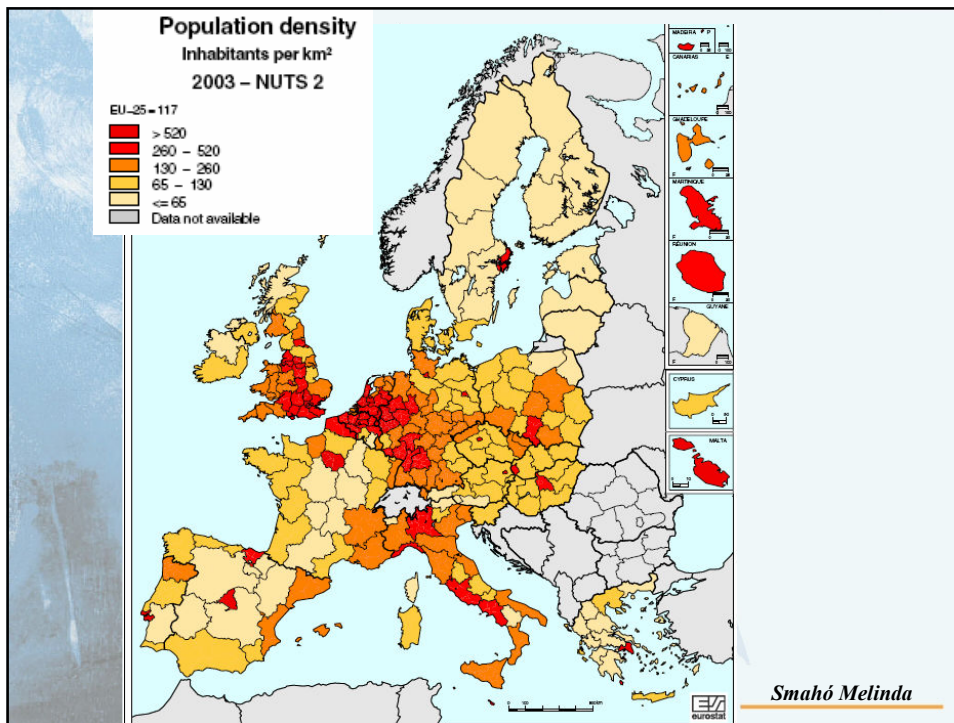 Population density
Inhabitants per km²
2003 – NUTS 2
EU–25 = 117
> 520
260 – 520
130 – 260
65 – 130
<= 65
Data not available
MADEIRA P
CANARIAS E
GUADELOUPE
F
MARTINIQUE
F
RÉUNION
F
GUYANE
F
CYPRUS
MALTA
eurostat
Smahó Melinda